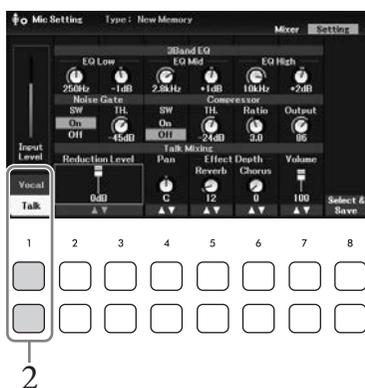 Mic Setting Type: New Memory
Mixer Setting
3Band EQ
EQ Low EQ Mid EQ High
250Hz -1dB 2.8kHz +1dB 10kHz +2dB
Noise Gate Compressor
SW TH. SW TH. Ratio Output
On On
Off -45dB Off -24dB 3.0 96
Input Level
Talk Mixing
Reduction Level Pan Effect Depth Volume
Reverb Chorus
Vocal
Talk
0dB C 12 0 100
Select & Save
1 2 3 4 5 6 7 8
2